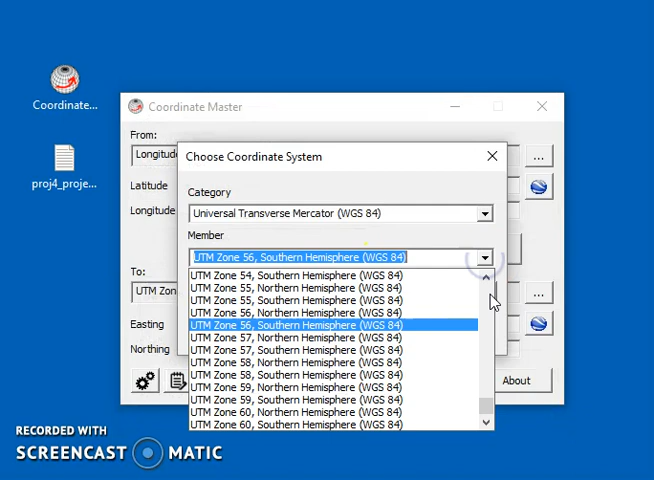 Coordinate...
proj4_proje...
Coordinate Master
From:
Longitud
...
Latitude
Longitude
To:
UTM Zon
...
Easting
Northing
About
Choose Coordinate System
Category
Universal Transverse Mercator (WGS 84)
Member
UTM Zone 56, Southern Hemisphere (WGS 84)
UTM Zone 54, Southern Hemisphere (WGS 84)
UTM Zone 55, Northern Hemisphere (WGS 84)
UTM Zone 55, Southern Hemisphere (WGS 84)
UTM Zone 56, Northern Hemisphere (WGS 84)
UTM Zone 56, Southern Hemisphere (WGS 84)
UTM Zone 57, Northern Hemisphere (WGS 84)
UTM Zone 57, Southern Hemisphere (WGS 84)
UTM Zone 58, Northern Hemisphere (WGS 84)
UTM Zone 58, Southern Hemisphere (WGS 84)
UTM Zone 59, Northern Hemisphere (WGS 84)
UTM Zone 59, Southern Hemisphere (WGS 84)
UTM Zone 60, Northern Hemisphere (WGS 84)
UTM Zone 60, Southern Hemisphere (WGS 84)
RECORDED WITH
SCREENCAST MATIC